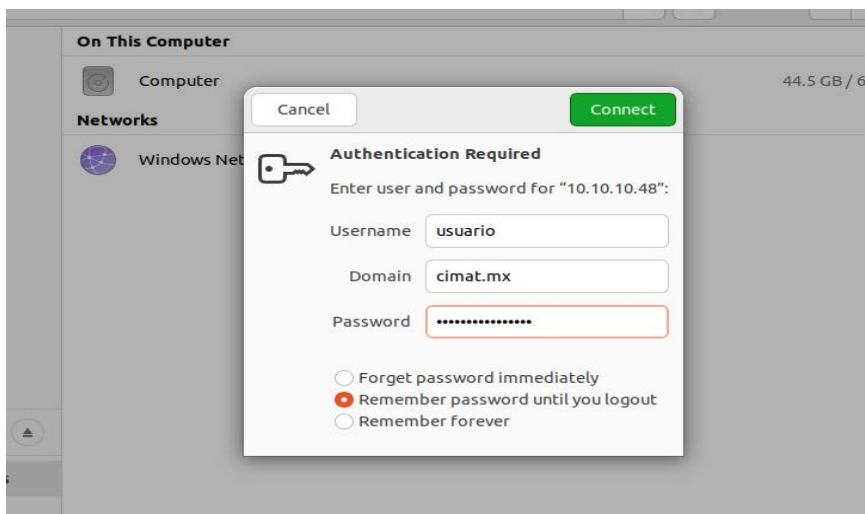 On This Computer
Computer
44.5 GB / 6
Networks
Windows Net
Cancel
Connect
Authentication Required
Enter user and password for “10.10.10.48”:
Username
usuario
Domain
cimat.mx
Password
••••••••••••••••
Forget password immediately
Remember password until you logout
Remember forever
s